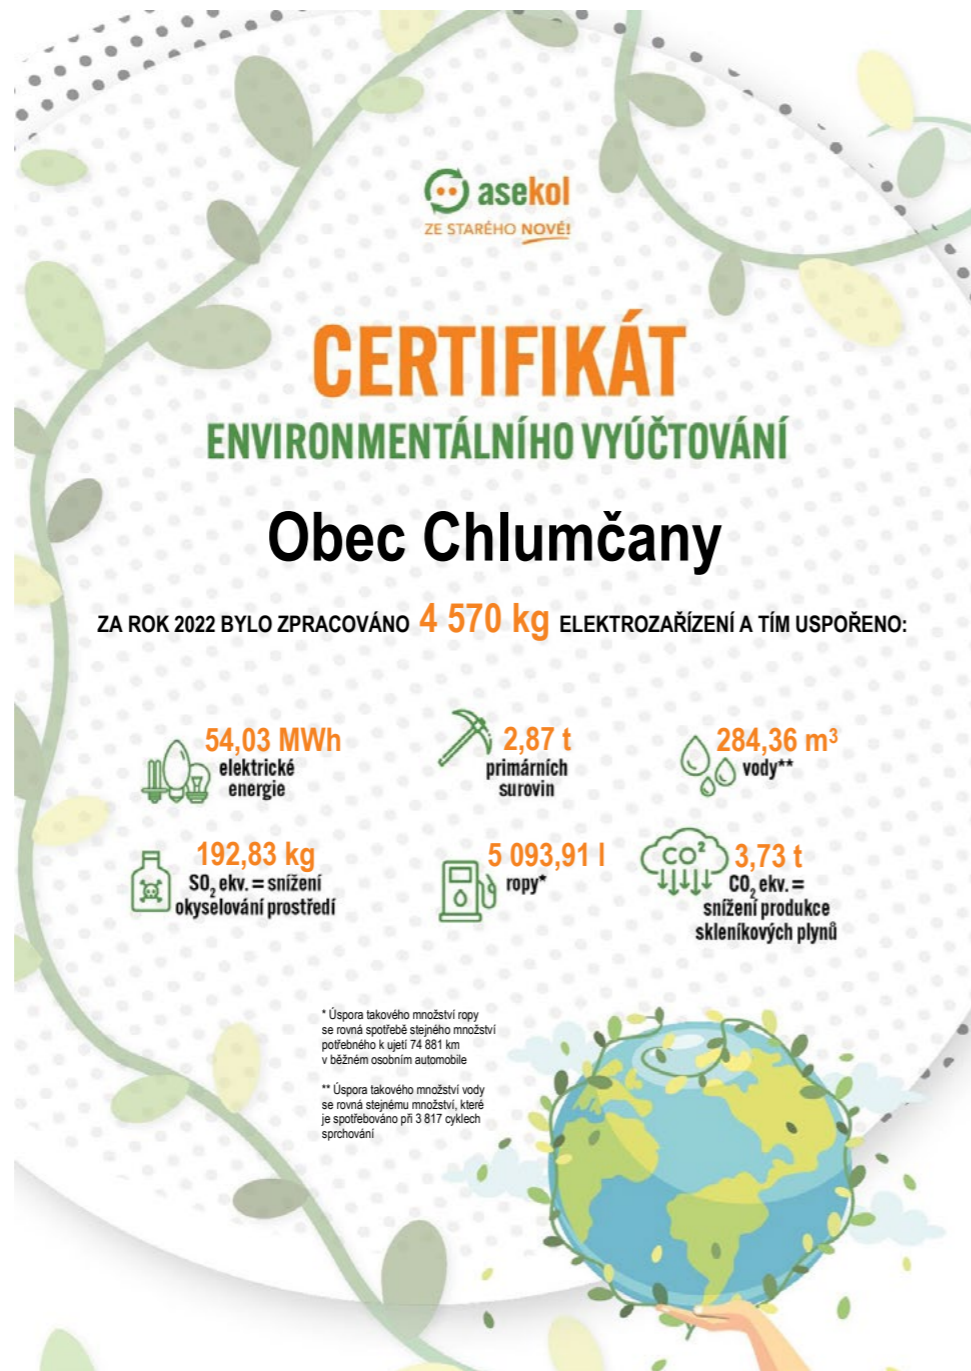 asekol
ZE STARÉHO NOVÉ!
CERTIFIKÁT
ENVIRONMENTÁLNÍHO VYÚČTOVÁNÍ
Obec Chlumčany
ZA ROK 2022 BYLO ZPRACOVÁNO 4 570 kg ELEKTROZAŘÍZENÍ A TÍM USPOŘENO:
54,03 MWh
elektrické
energie
2,87 t
primárních
surovin
284,36 m³
vody**
192,83 kg
SO₂ ekv. = snížení
okyselování prostředí
5 093,91 l
ropy*
CO²
3,73 t
CO₂ ekv. =
snížení produkce
skleníkových plynů
* Úspora takového množství ropy
se rovná spotřebě stejného množství
potřebného k ujetí 74 881 km
v běžném osobním automobile
** Úspora takového množství vody
se rovná stejnému množství, které
je spotřebováno při 3 817 cyklech
sprchování